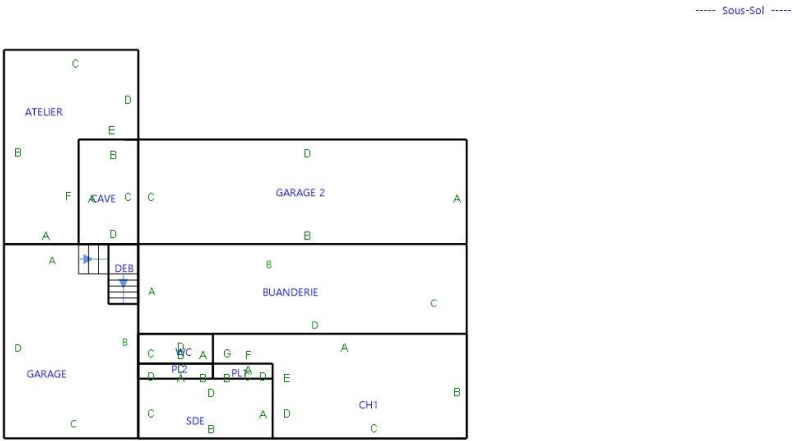 ----- Sous-Sol -----
C
D
ATELIER
E
B B D
F A CAVE C C GARAGE 2 A
A D B
A DEB B
A BUANDERIE
C
D
B
D C WC A G F A
PL2 PL1
D A B B D E
GARAGE D B
C A D CH1
SDE
C B C